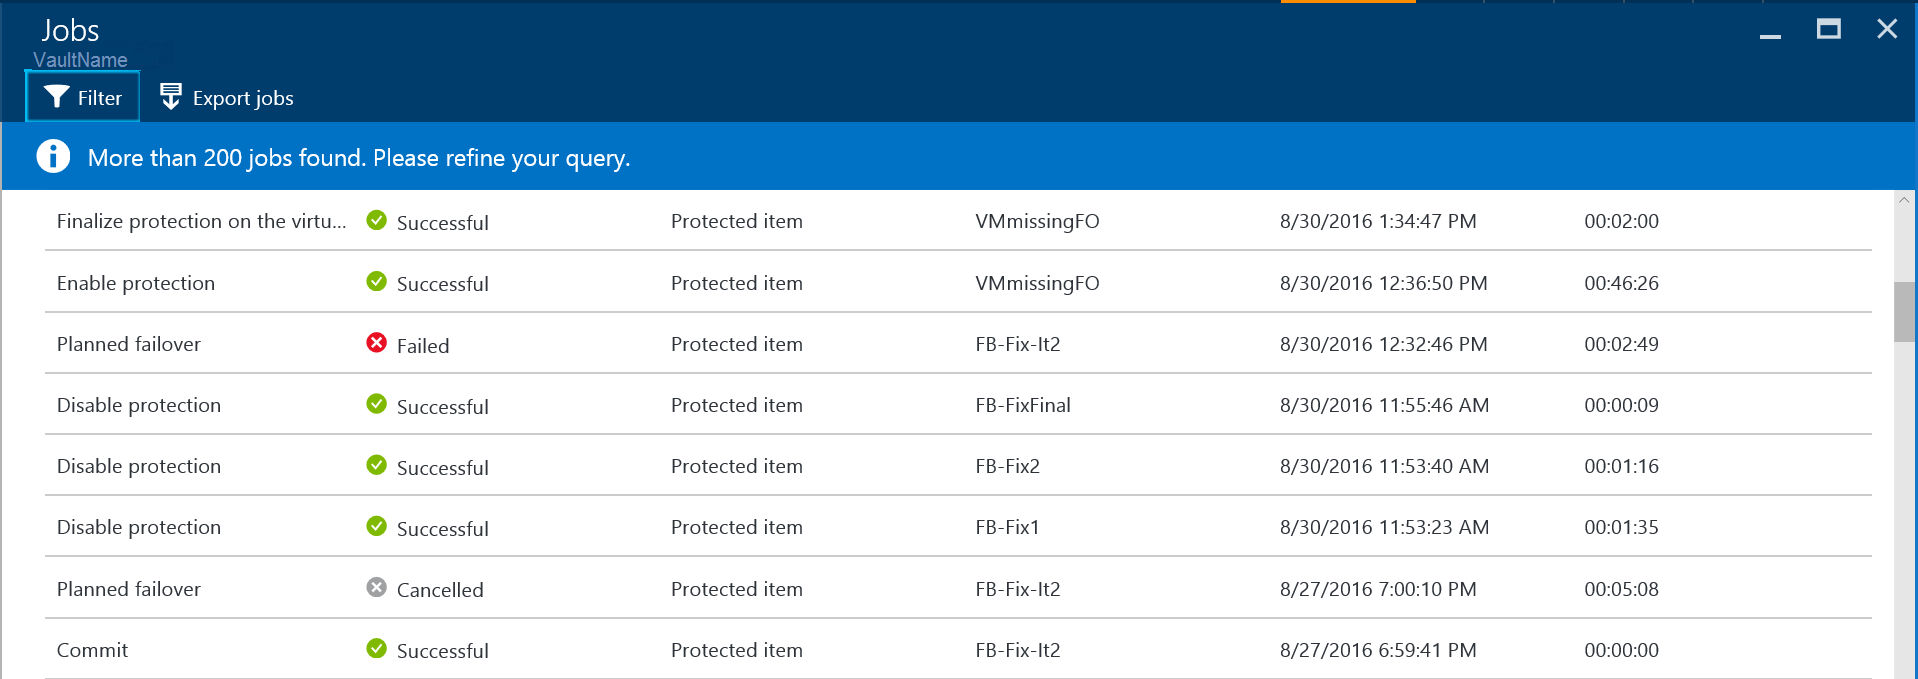 Jobs
VaultName
Filter Export jobs
More than 200 jobs found. Please refine your query.
Finalize protection on the virtu... Successful Protected item VMmissingFO 8/30/2016 1:34:47 PM 00:02:00
Enable protection Successful Protected item VMmissingFO 8/30/2016 12:36:50 PM 00:46:26
Planned failover Failed Protected item FB-Fix-It2 8/30/2016 12:32:46 PM 00:02:49
Disable protection Successful Protected item FB-FixFinal 8/30/2016 11:55:46 AM 00:00:09
Disable protection Successful Protected item FB-Fix2 8/30/2016 11:53:40 AM 00:01:16
Disable protection Successful Protected item FB-Fix1 8/30/2016 11:53:23 AM 00:01:35
Planned failover Cancelled Protected item FB-Fix-It2 8/27/2016 7:00:10 PM 00:05:08
Commit Successful Protected item FB-Fix-It2 8/27/2016 6:59:41 PM 00:00:00